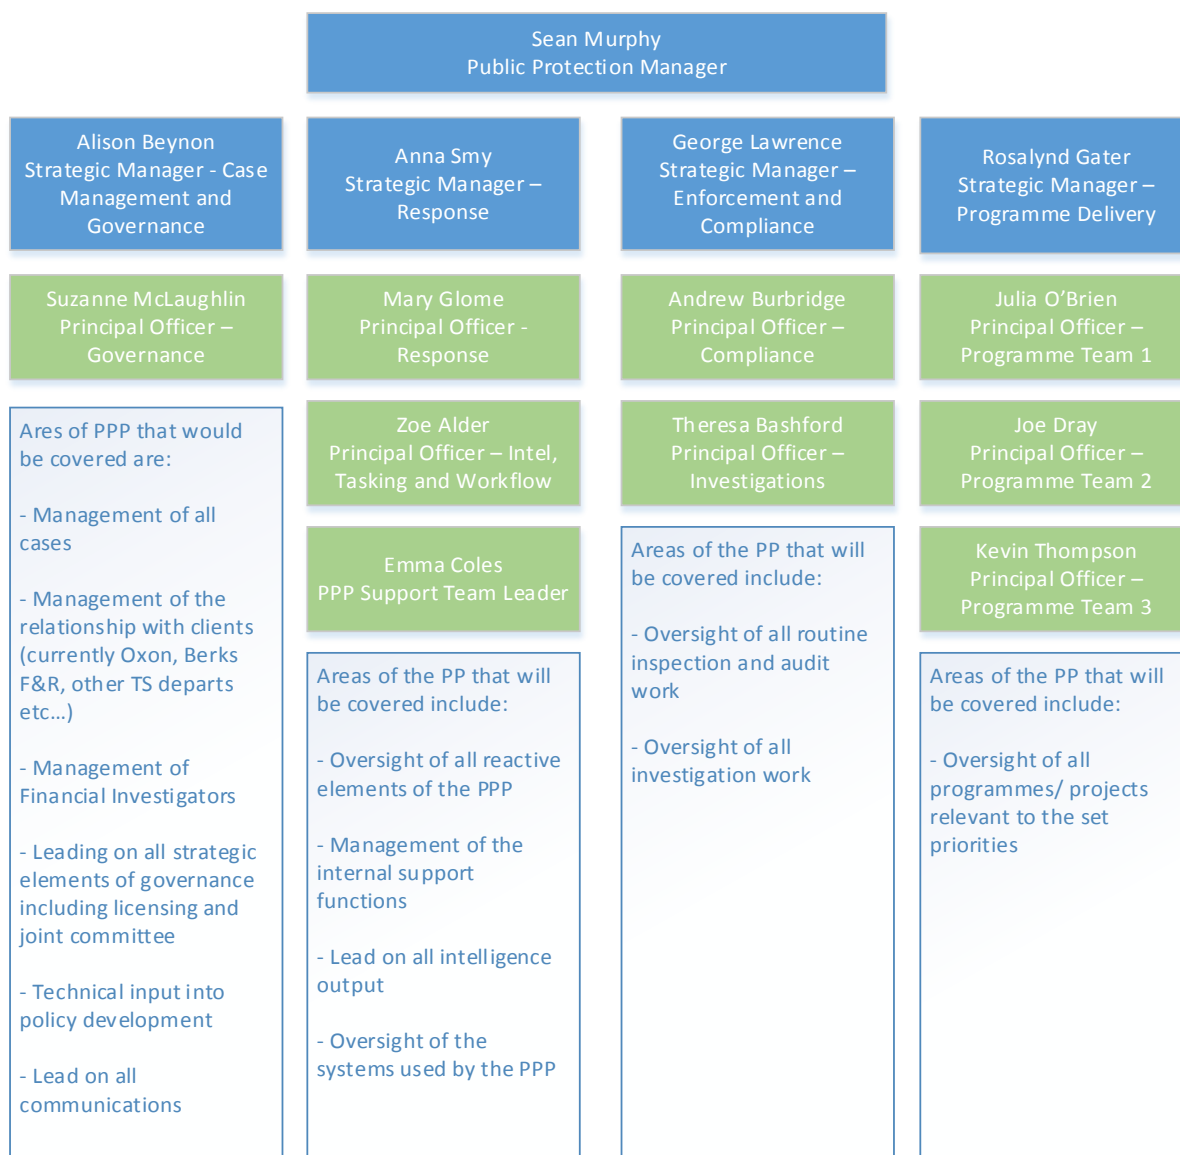 Sean Murphy
Public Protection Manager
Alison Beynon
Strategic Manager - Case
Management and
Governance
Suzanne McLaughlin
Principal Officer –
Governance
Ares of PPP that would
be covered are:
- Management of all
cases
- Management of the
relationship with clients
(currently Oxon, Berks
F&R, other TS departs
etc...)
- Management of
Financial Investigators
- Leading on all strategic
elements of governance
including licensing and
joint committee
- Technical input into
policy development
- Lead on all
communications
Anna Smy
Strategic Manager –
Response
Mary Glome
Principal Officer -
Response
Zoe Alder
Principal Officer – Intel,
Tasking and Workflow
Emma Coles
PPP Support Team Leader
Areas of the PP that will
be covered include:
- Oversight of all reactive
elements of the PPP
- Management of the
internal support
functions
- Lead on all intelligence
output
- Oversight of the
systems used by the PPP
George Lawrence
Strategic Manager –
Enforcement and
Compliance
Andrew Burbridge
Principal Officer –
Compliance
Theresa Bashford
Principal Officer –
Investigations
Areas of the PP that will
be covered include:
- Oversight of all routine
inspection and audit
work
- Oversight of all
investigation work
Rosalynd Gater
Strategic Manager –
Programme Delivery
Julia O’Brien
Principal Officer –
Programme Team 1
Joe Dray
Principal Officer –
Programme Team 2
Kevin Thompson
Principal Officer –
Programme Team 3
Areas of the PP that will
be covered include:
- Oversight of all
programmes/ projects
relevant to the set
priorities